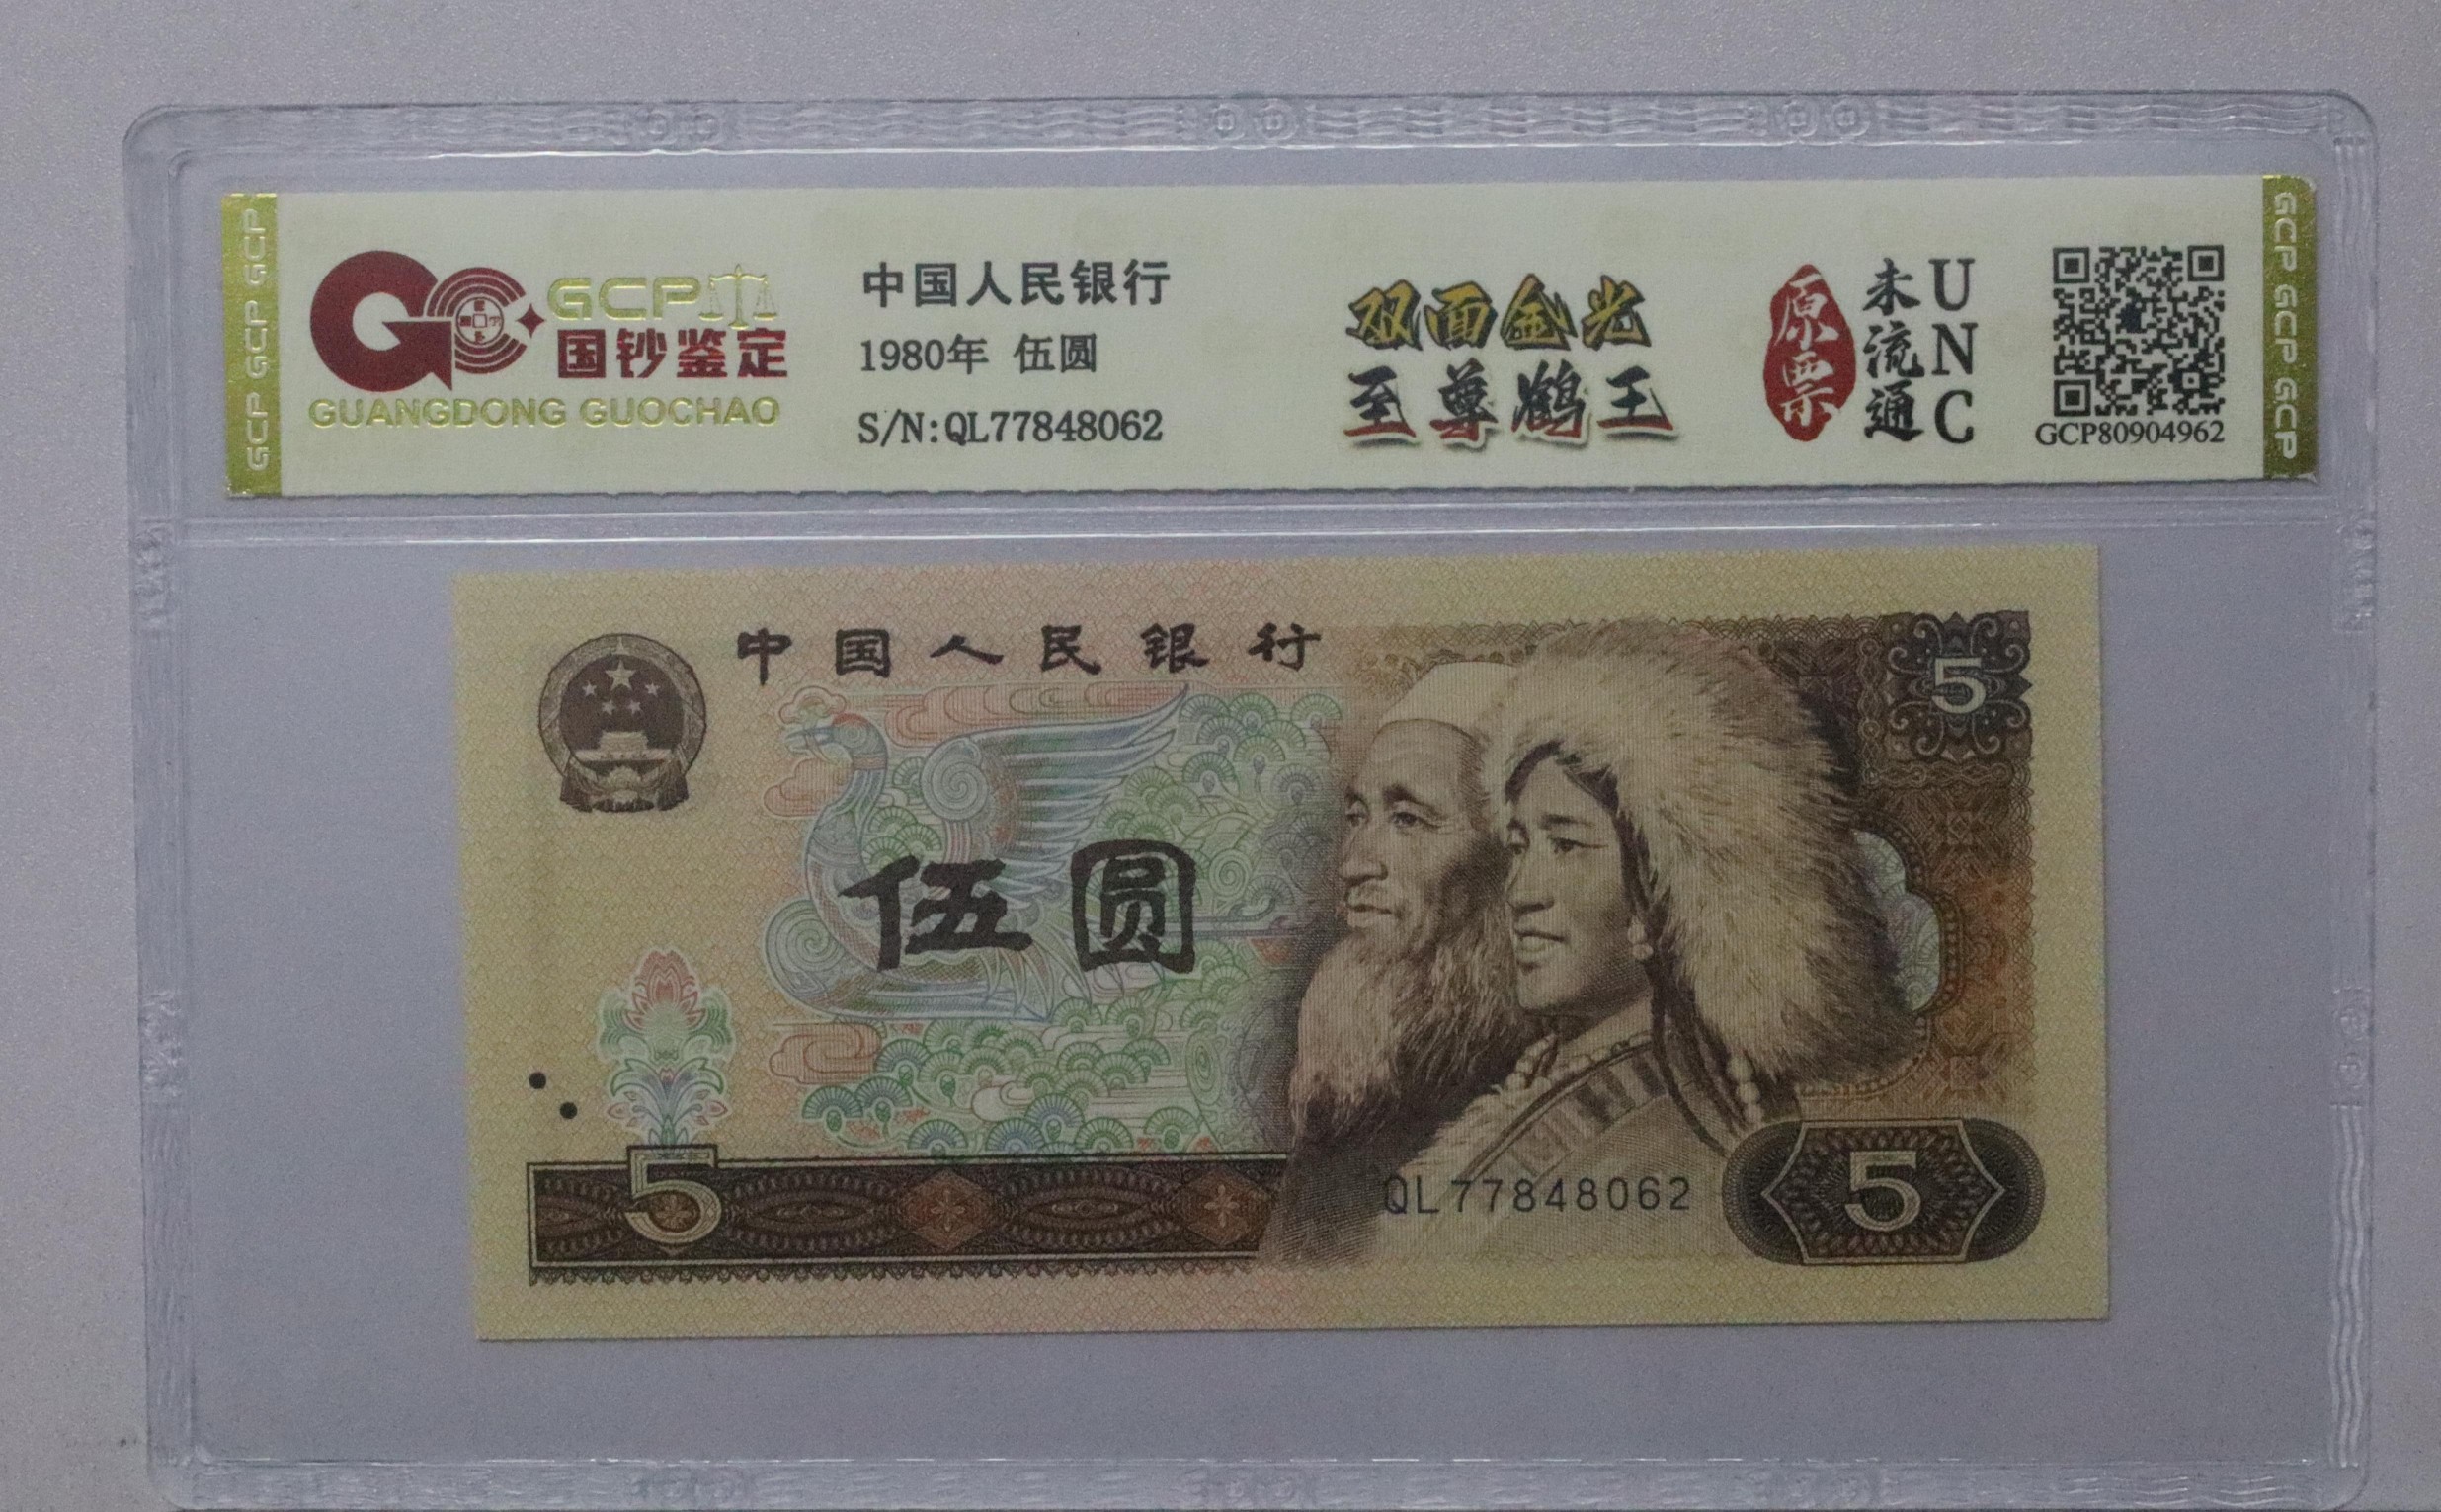 GCP GCP GCP
GCP
国钞鉴定
GUANGDONG GUOCHAO
中国人民银行
1980年 伍圆
S/N:QL77848062
双面金光
至尊鹤王
原票
未流通
UNC
GCP80904962
GCP GCP GCP
中国人民银行
5
伍圆
5
QL77848062
5